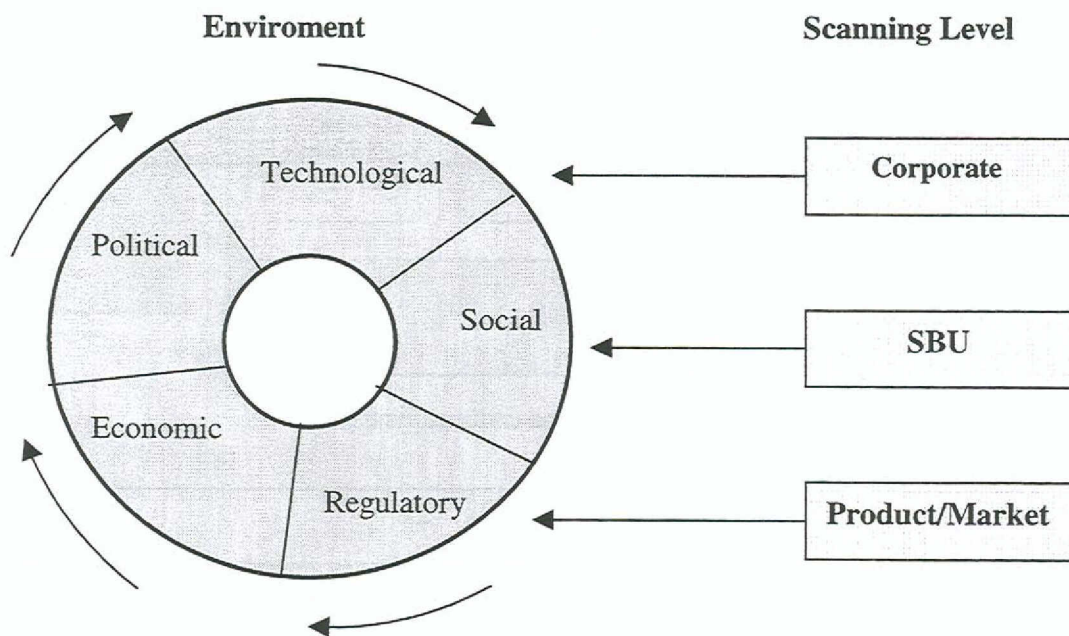 Enviroment
Scanning Level
Technological
Corporate
Political
Social
SBU
Economic
Regulatory
Product/Market